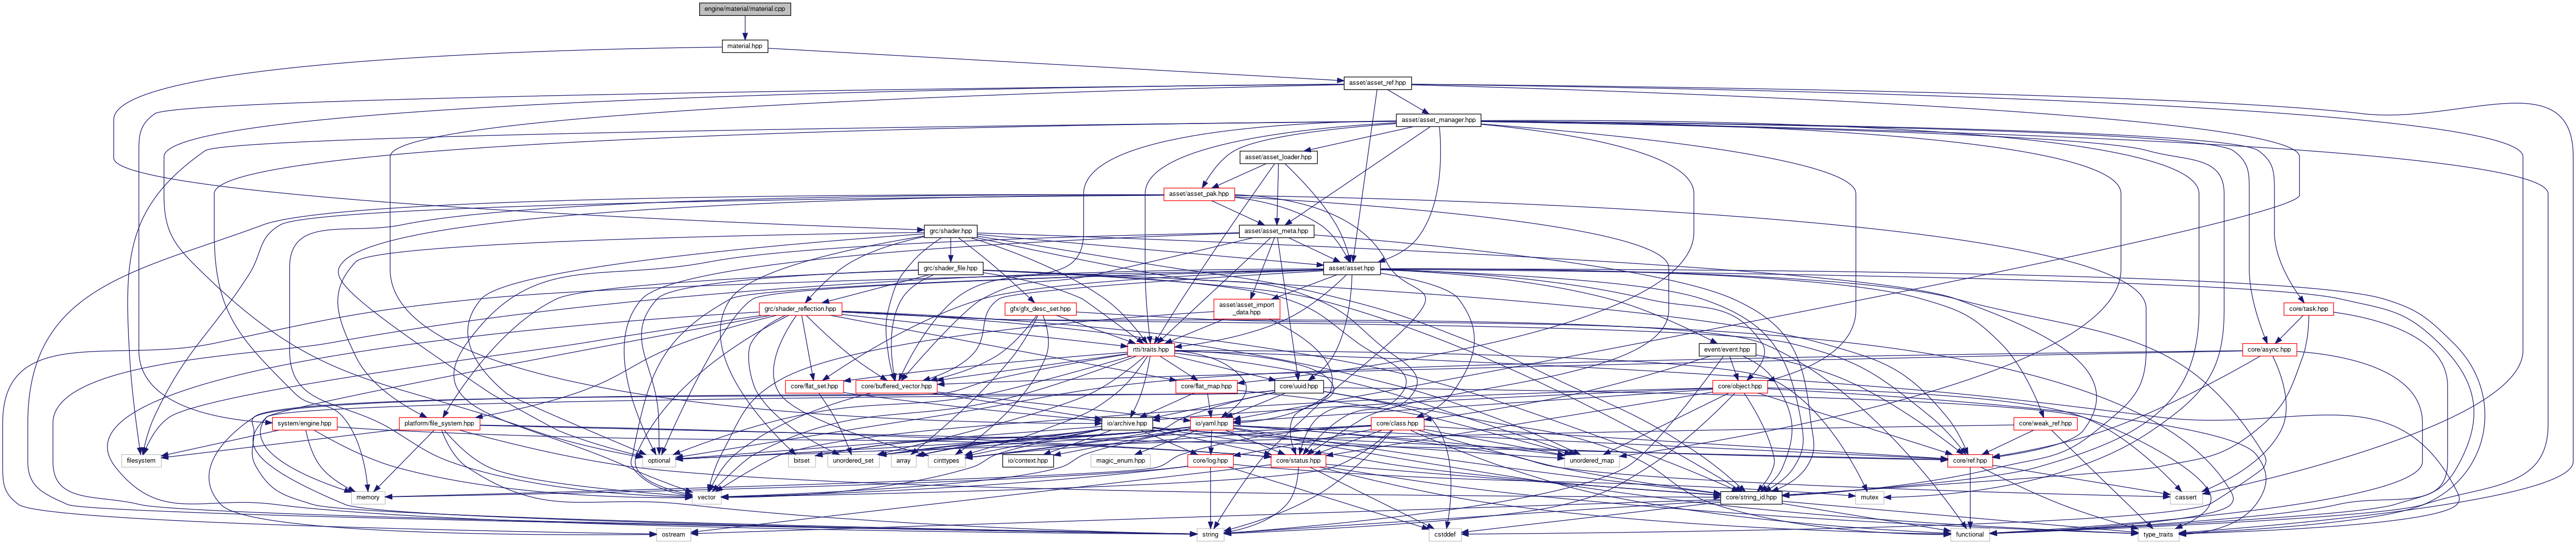 engine/material/material.cpp
material.hpp
asset/asset_ref.hpp
asset/asset_manager.hpp
asset/asset_loader.hpp
asset/asset_pak.hpp
grc/shader.hpp
asset/asset_meta.hpp
grc/shader_file.hpp
asset/asset.hpp
grc/shader_reflection.hpp
gfx/gfx_desc_set.hpp
asset/asset_import
_data.hpp
core/task.hpp
rtti/traits.hpp
event/event.hpp
core/async.hpp
core/flat_set.hpp
core/buffered_vector.hpp
core/flat_map.hpp
core/uuid.hpp
core/object.hpp
system/engine.hpp
platform/file_system.hpp
io/archive.hpp
io/yaml.hpp
core/class.hpp
core/weak_ref.hpp
filesystem
optional
bitset
unordered_set
array
cinttypes
io/context.hpp
magic_enum.hpp
core/log.hpp
core/status.hpp
unordered_map
core/ref.hpp
memory
vector
core/string_id.hpp
mutex
cassert
ostream
string
cstddef
functional
type_traits